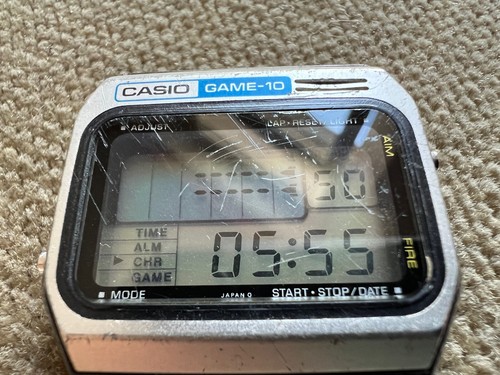 CASIO GAME-10
ADJUST LAP•RESET/LIGHT
AIM
50
TIME
ALM
CHR
GAME
05:55
FIRE
MODE JAPAN O START•STOP/DATE